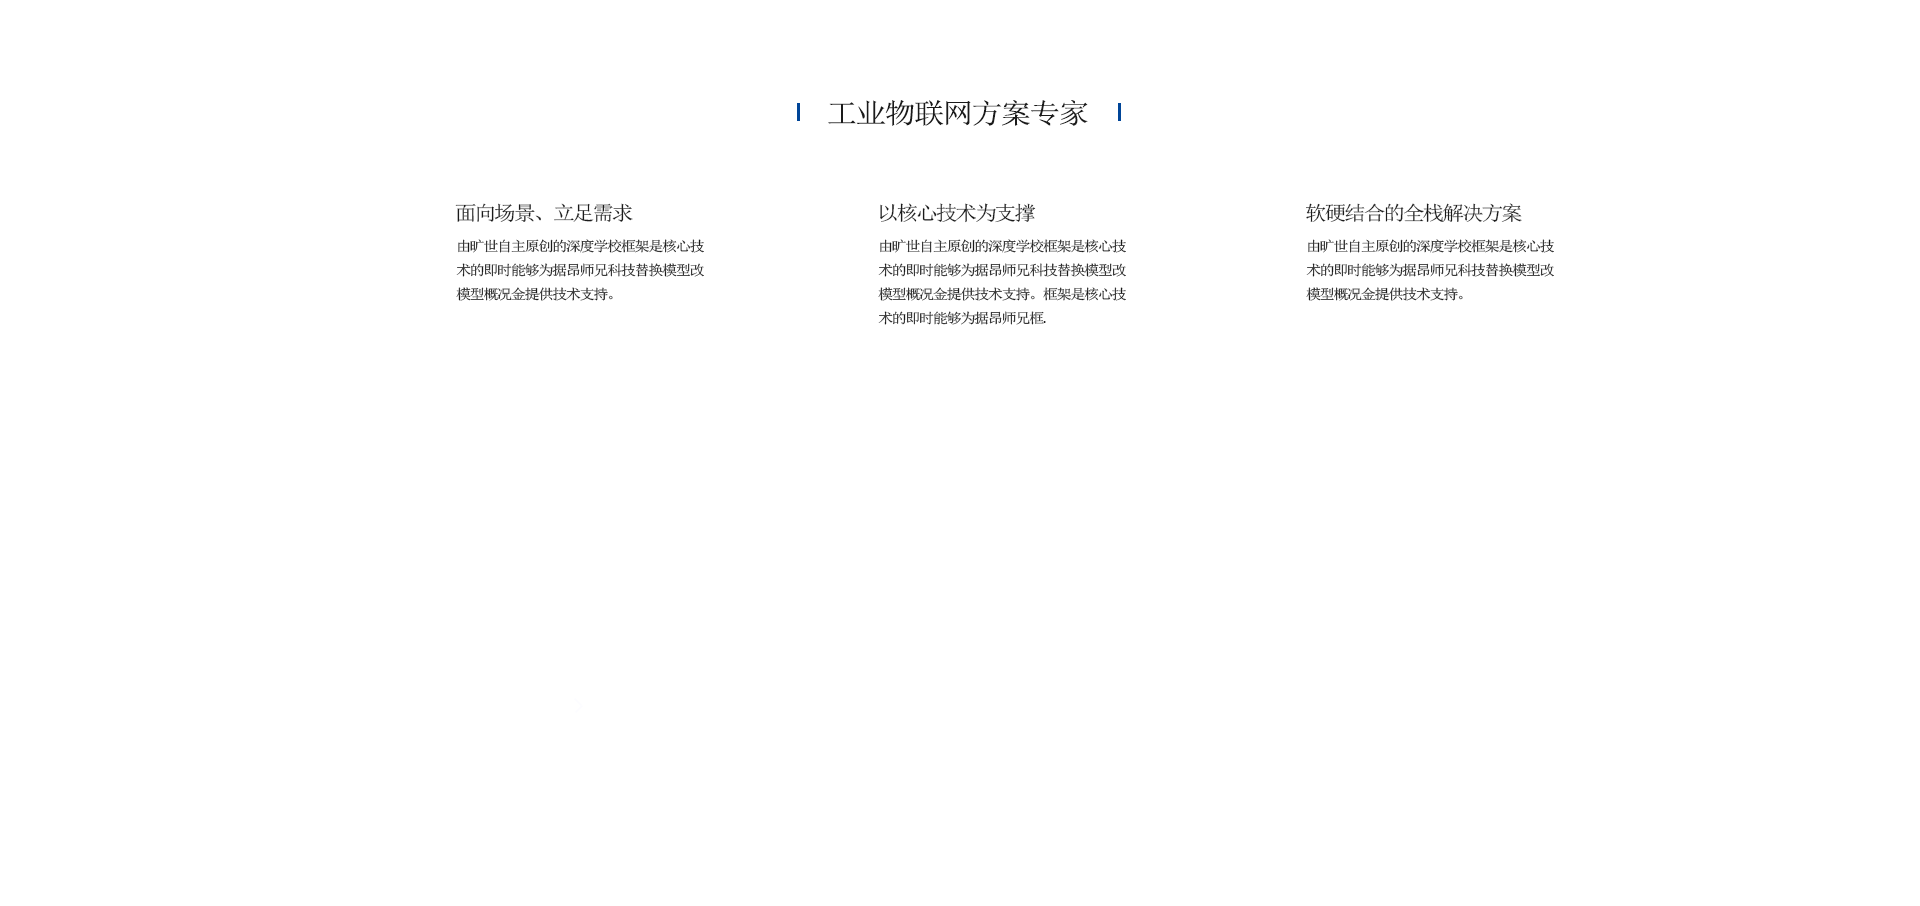 工业物联网方案专家
面向场景、立足需求
由旷世自主原创的深度学校框架是核心技
术的即时能够为据昂师兄科技替换模型改
模型概况金提供技术支持。
以核心技术为支撑
由旷世自主原创的深度学校框架是核心技
术的即时能够为据昂师兄科技替换模型改
模型概况金提供技术支持。框架是核心技
术的即时能够为据昂师兄框.
软硬结合的全栈解决方案
由旷世自主原创的深度学校框架是核心技
术的即时能够为据昂师兄科技替换模型改
模型概况金提供技术支持。